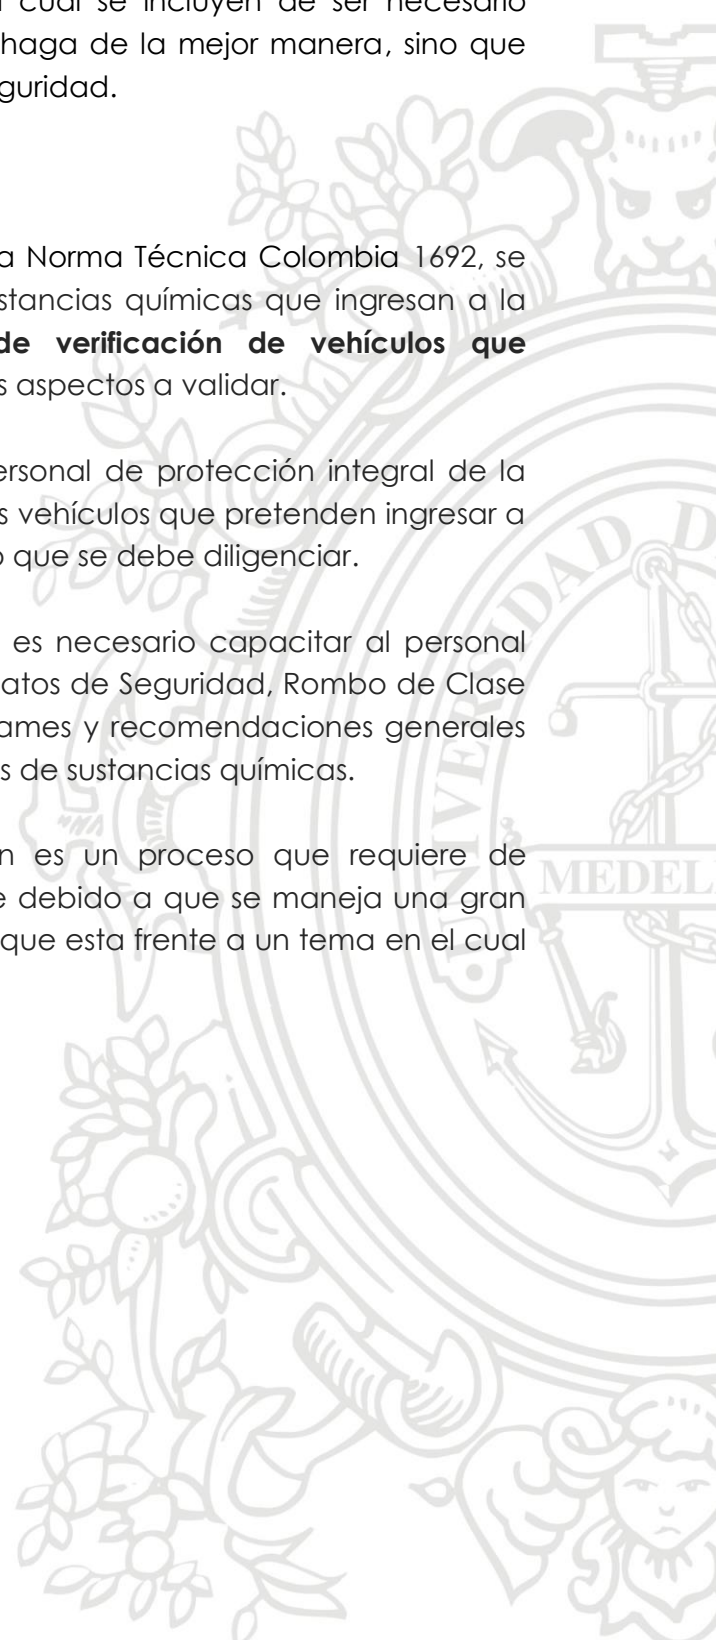 cual se incluyen de ser necesario
haga de la mejor manera, sino que
guridad.
a Norma Técnica Colombia 1692, se
stancias químicas que ingresan a la
de verificación de vehículos que
s aspectos a validar.
ersonal de protección integral de la
s vehículos que pretenden ingresar a
o que se debe diligenciar.
es necesario capacitar al personal
atos de Seguridad, Rombo de Clase
ames y recomendaciones generales
s de sustancias químicas.
n es un proceso que requiere de
e debido a que se maneja una gran
que esta frente a un tema en el cual
UNIVERSIDAD D
MEDEL